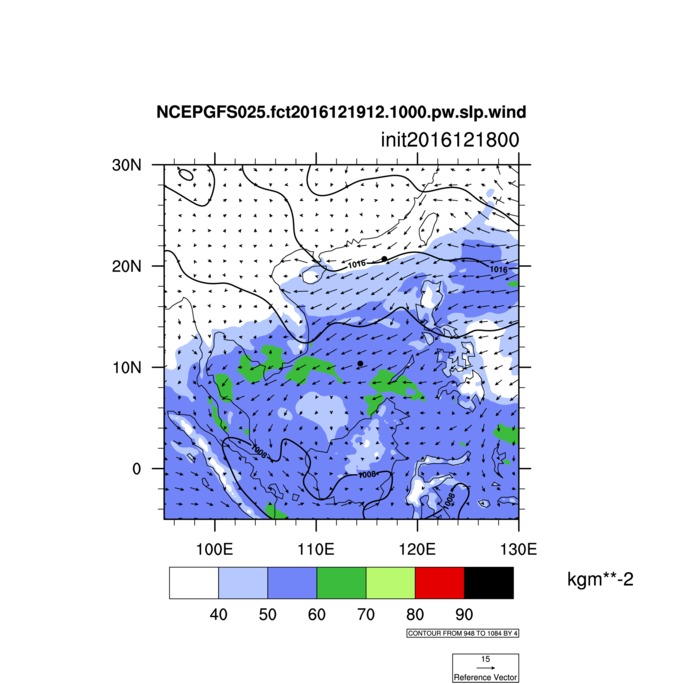 NCEPGFS025.fct2016121912.1000.pw.slp.wind
init2016121800
30N
20N
10N
0
1016
1016
1008
1008
1008
100E 110E 120E 130E
kgm**-2
40 50 60 70 80 90
CONTOUR FROM 948 TO 1084 BY 4
15
Reference Vector